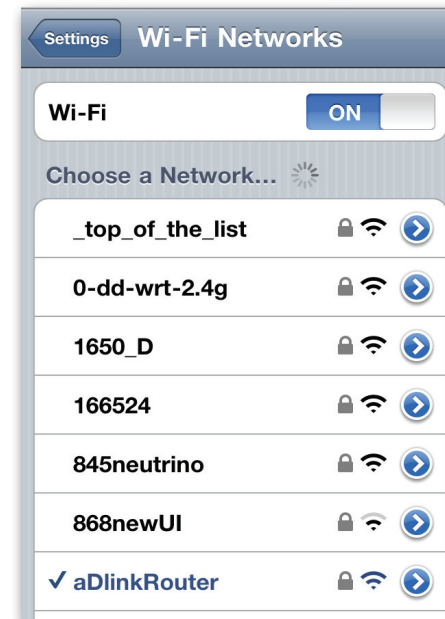 Settings
Wi-Fi Networks
Wi-Fi ON
Choose a Network...
_top_of_the_list
0-dd-wrt-2.4g
1650_D
166524
845neutrino
868newUI
✓ aDlinkRouter